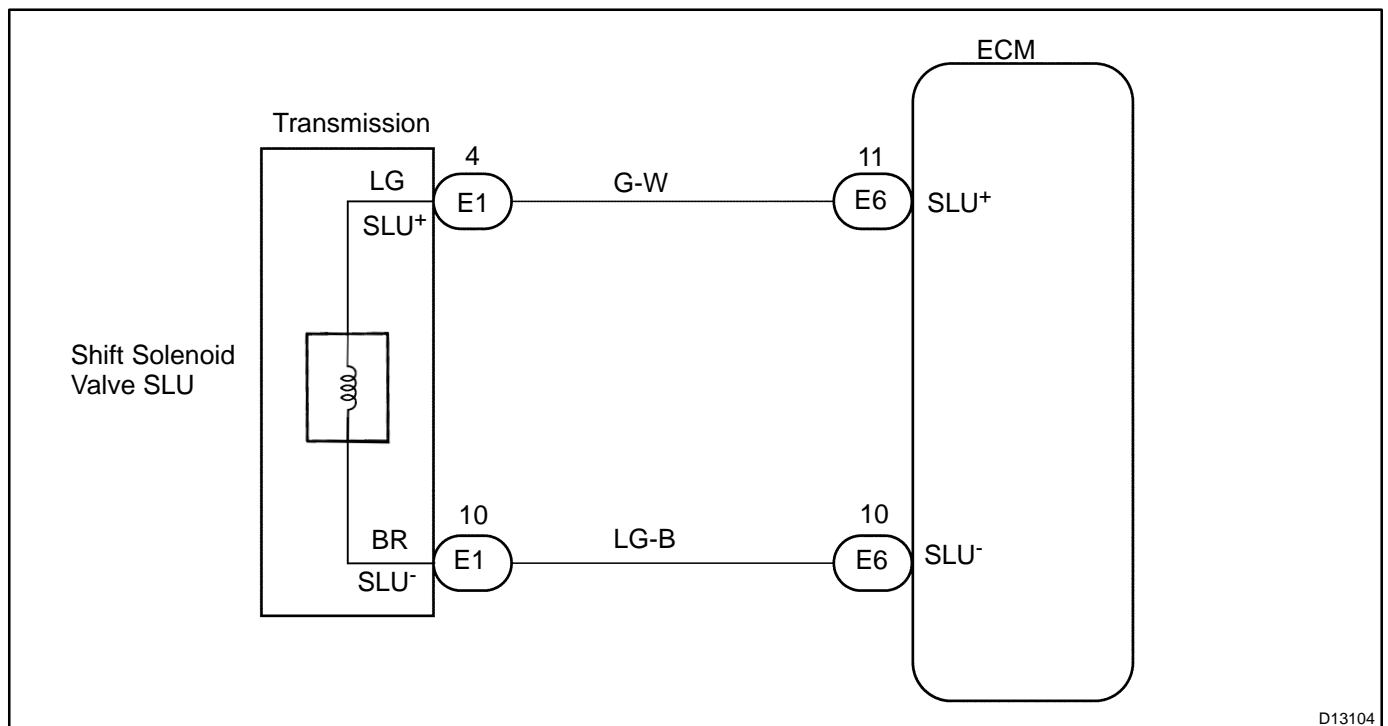 ECM
Transmission
4
11
LG
G-W
E1
E6
SLU+
SLU+
Shift Solenoid
Valve SLU
10
10
BR
LG-B
E1
E6
SLU-
SLU-
D13104